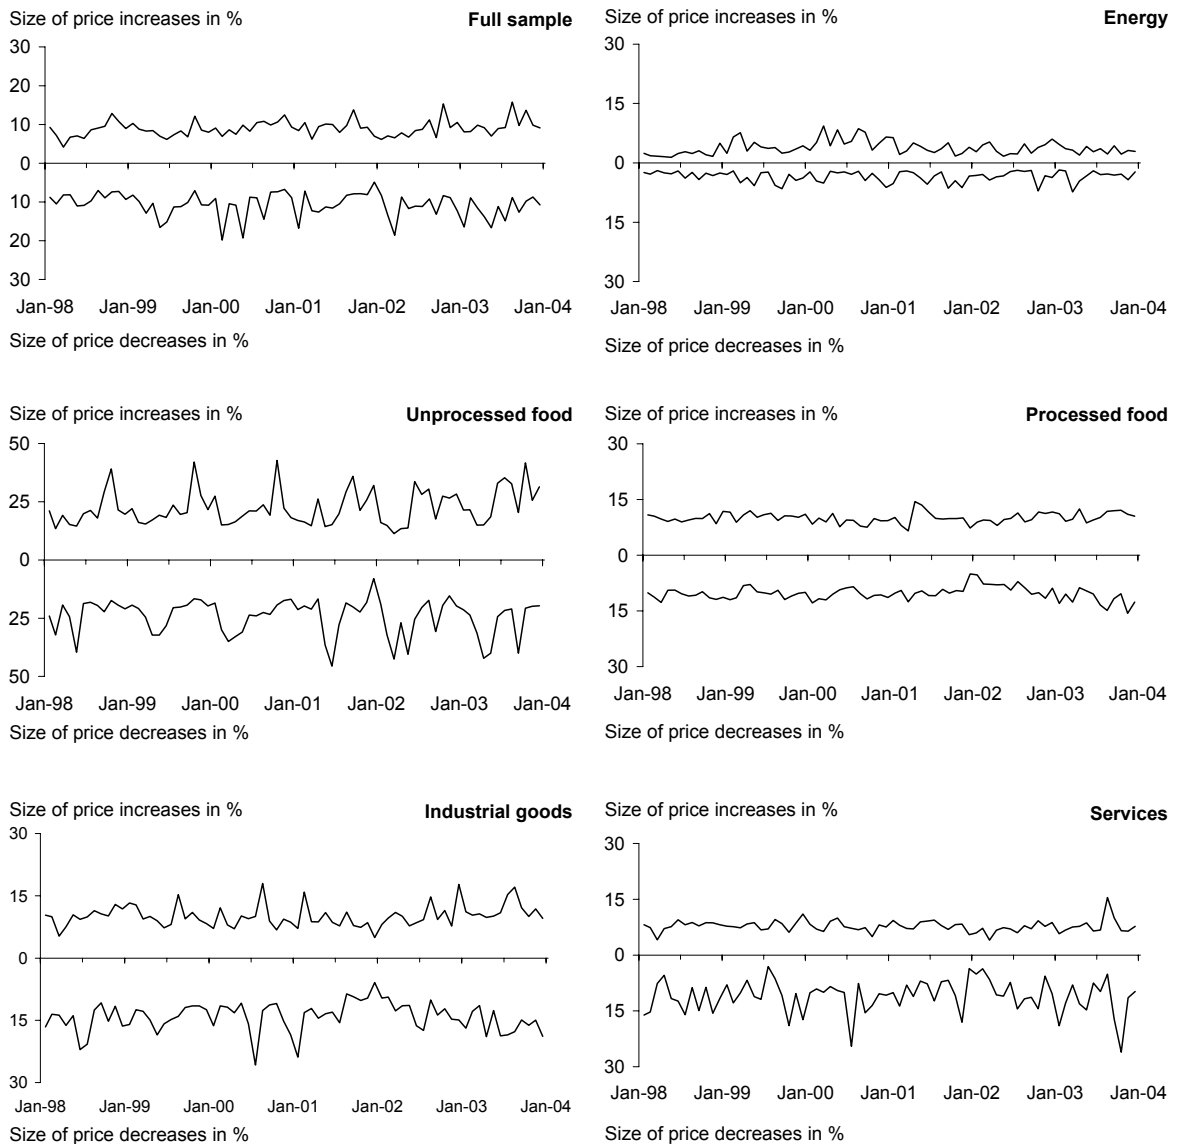 Size of price increases in % Full sample
30
20
10
0
10
20
30
Jan-98 Jan-99 Jan-00 Jan-01 Jan-02 Jan-03 Jan-04
Size of price decreases in %
Size of price increases in % Energy
30
15
0
15
30
Jan-98 Jan-99 Jan-00 Jan-01 Jan-02 Jan-03 Jan-04
Size of price decreases in %
Size of price increases in % Unprocessed food
50
25
0
25
50
Jan-98 Jan-99 Jan-00 Jan-01 Jan-02 Jan-03 Jan-04
Size of price decreases in %
Size of price increases in % Processed food
30
15
0
15
30
Jan-98 Jan-99 Jan-00 Jan-01 Jan-02 Jan-03 Jan-04
Size of price decreases in %
Size of price increases in % Industrial goods
30
15
0
15
30
Jan-98 Jan-99 Jan-00 Jan-01 Jan-02 Jan-03 Jan-04
Size of price decreases in %
Size of price increases in % Services
30
15
0
15
30
Jan-98 Jan-99 Jan-00 Jan-01 Jan-02 Jan-03 Jan-04
Size of price decreases in %